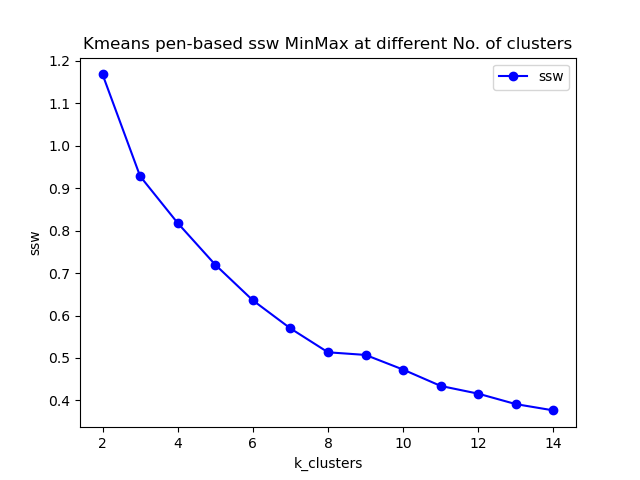 Kmeans pen-based ssw MinMax at different No. of clusters
ssw
1.2
1.1
1.0
0.9
0.8
0.7
0.6
0.5
0.4
ssw
2 4 6 8 10 12 14
k_clusters